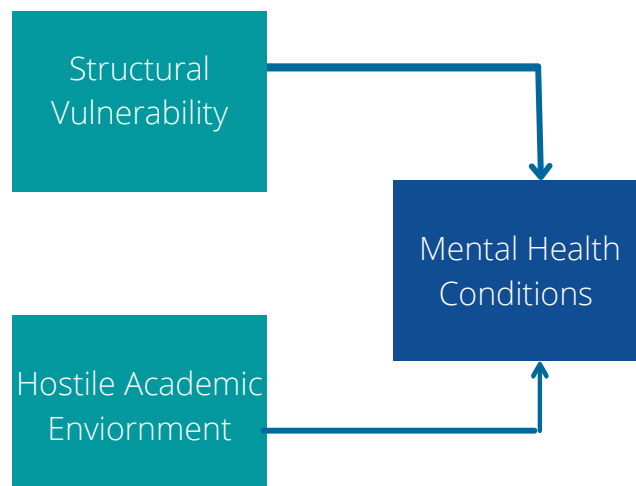 Structural
Vulnerability
Mental Health
Conditions
Hostile Academic
Enviornment